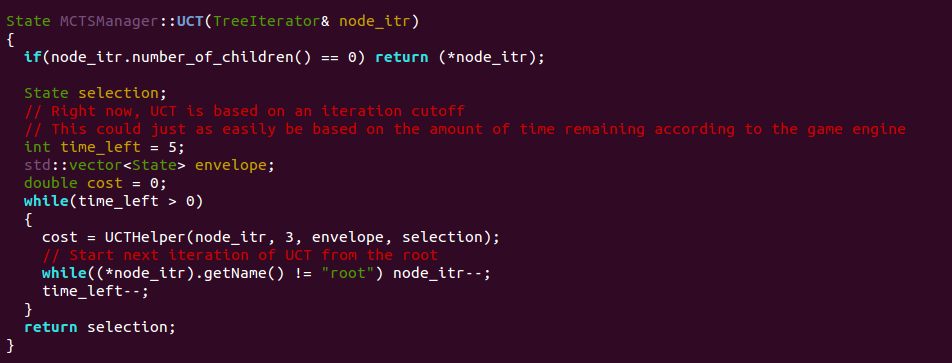 State MCTSManager::UCT(TreeIterator& node_itr)
{
  if(node_itr.number_of_children() == 0) return (*node_itr);

  State selection;
  // Right now, UCT is based on an iteration cutoff
  // This could just as easily be based on the amount of time remaining according to the game engine
  int time_left = 5;
  std::vector<State> envelope;
  double cost = 0;
  while(time_left > 0)
  {
    cost = UCTHelper(node_itr, 3, envelope, selection);
    // Start next iteration of UCT from the root
    while((*node_itr).getName() != "root") node_itr--;
    time_left--;
  }
  return selection;
}